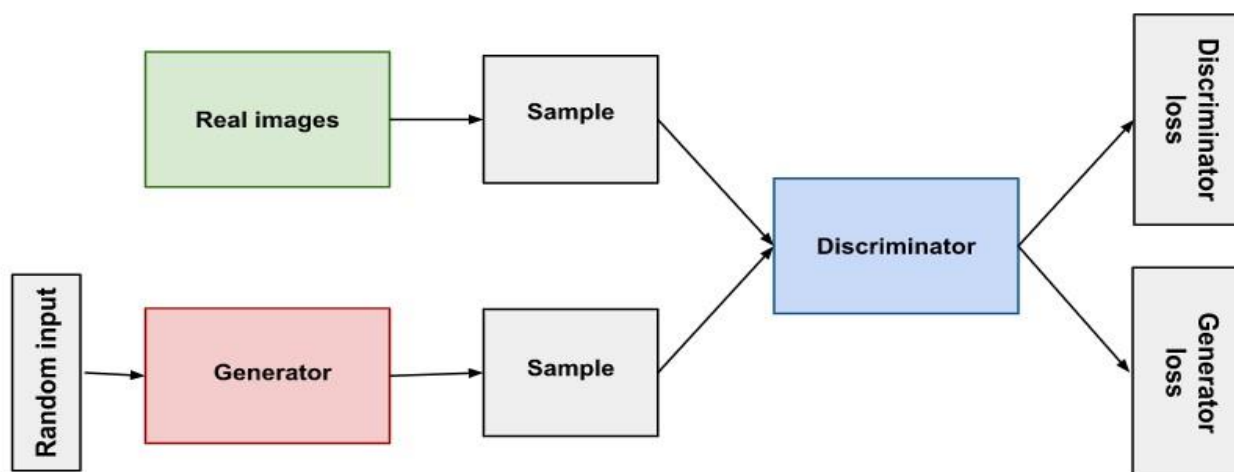 Real images
Sample
Discriminator
loss
Discriminator
Random input
Generator
Sample
Generator
loss